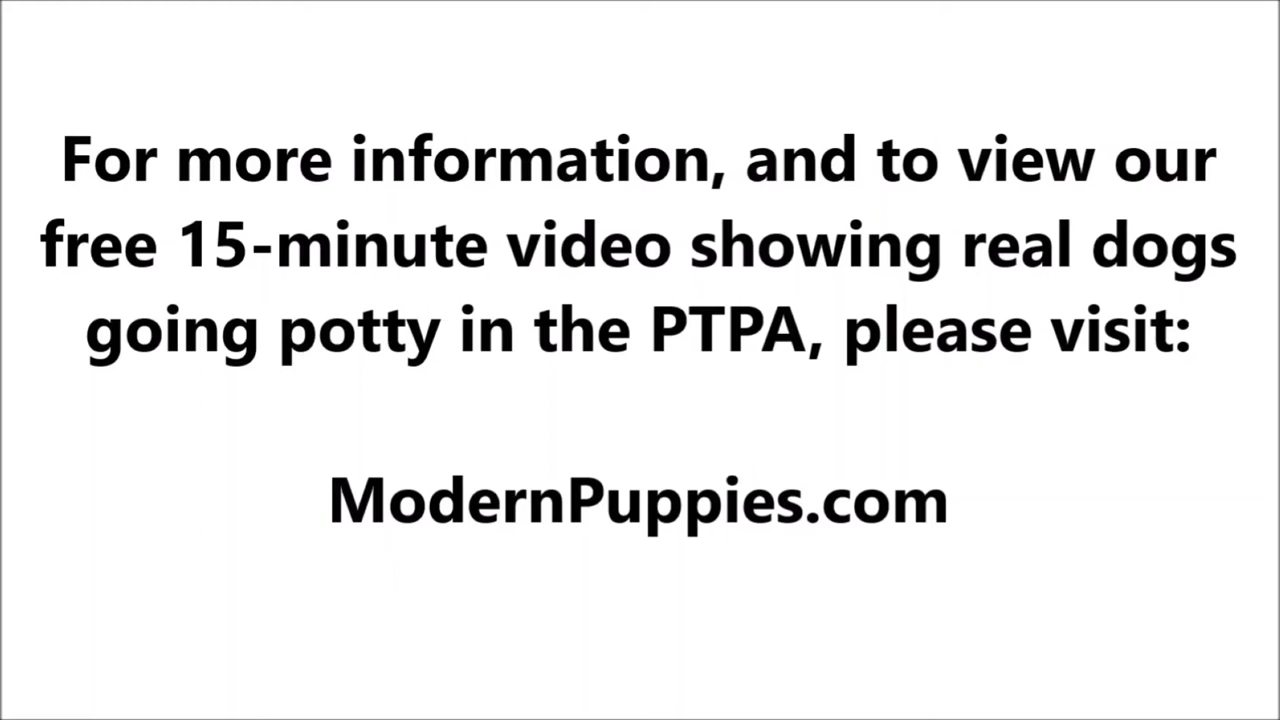 For more information, and to view our
free 15-minute video showing real dogs
going potty in the PTPA, please visit:
ModernPuppies.com